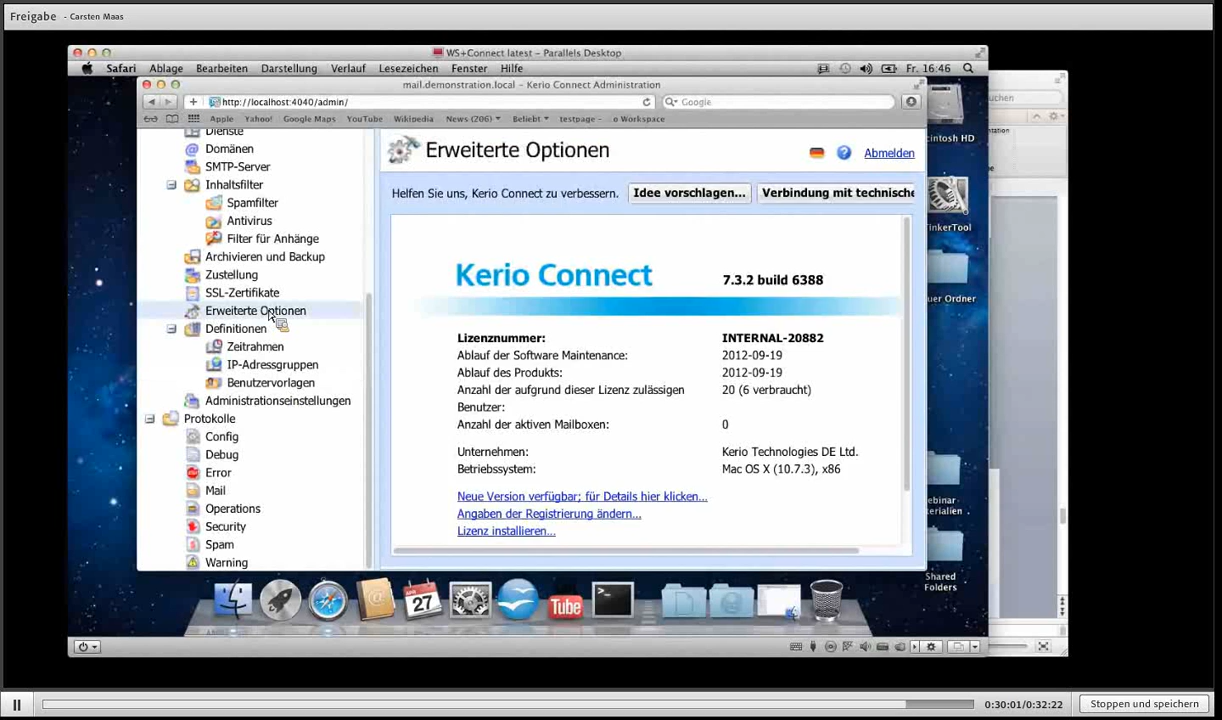 Freigabe - Carsten Maas
WS+Connect latest – Parallels Desktop
Safari Ablage Bearbeiten Darstellung Verlauf Lesezeichen Fenster Hilfe Fr. 16:46
mail.demonstration.local – Kerio Connect Administration
http://localhost:4040/admin/
Google
Apple Yahoo! Google Maps YouTube Wikipedia News (206) Beliebt testpage - o Workspace
Dienste
Domänen
SMTP-Server
Inhaltsfilter
Spamfilter
Antivirus
Filter für Anhänge
Archivieren und Backup
Zustellung
SSL-Zertifikate
Erweiterte Optionen
Definitionen
Zeitrahmen
IP-Adressgruppen
Benutzervorlagen
Administrationseinstellungen
Protokolle
Config
Debug
Error
Mail
Operations
Security
Spam
Warning
Erweiterte Optionen
Abmelden
Helfen Sie uns, Kerio Connect zu verbessern. Idee vorschlagen... Verbindung mit technische
Kerio Connect 7.3.2 build 6388
Lizenznummer: INTERNAL-20882
Ablauf der Software Maintenance: 2012-09-19
Ablauf des Produkts: 2012-09-19
Anzahl der aufgrund dieser Lizenz zulässigen 20 (6 verbraucht)
Benutzer:
Anzahl der aktiven Mailboxen: 0
Unternehmen: Kerio Technologies DE Ltd.
Betriebssystem: Mac OS X (10.7.3), x86
Neue Version verfügbar; für Details hier klicken...
Angaben der Registrierung ändern...
Lizenz installieren...
cintosh HD
TinkerTool
uer Ordner
ebinar-
terialien
Shared
Folders
uchen
APR
27
Tube
0:30:01/0:32:22
Stoppen und speichern